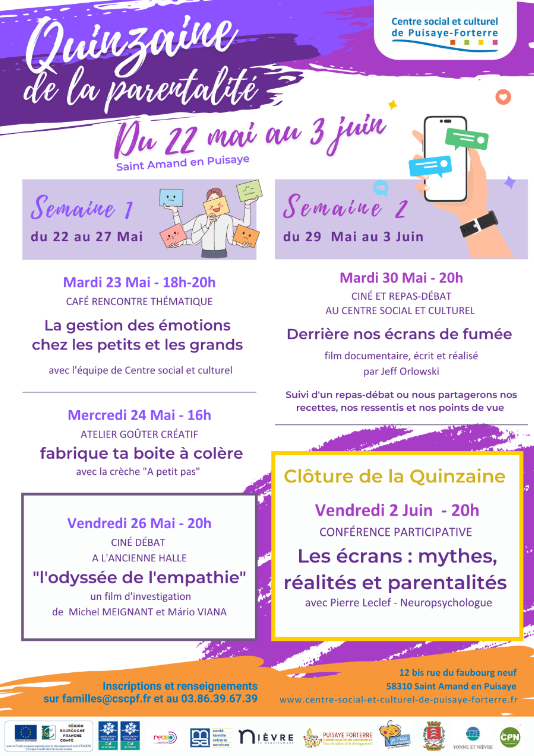 Quinzaine
de la parentalité
Centre social et culturel
de Puisaye-Forterre
Du 22 mai au 3 juin
Saint Amand en Puisaye
Semaine 1
du 22 au 27 Mai
Mardi 23 Mai - 18h-20h
CAFÉ RENCONTRE THÉMATIQUE
La gestion des émotions
chez les petits et les grands
avec l'équipe de Centre social et culturel
Mercredi 24 Mai - 16h
ATELIER GOÛTER CRÉATIF
fabrique ta boite à colère
avec la crèche "A petit pas"
Vendredi 26 Mai - 20h
CINÉ DÉBAT
A L'ANCIENNE HALLE
"l'odyssée de l'empathie"
un film d'investigation
de Michel MEIGNANT et Mário VIANA
Semaine 2
du 29 Mai au 3 Juin
Mardi 30 Mai - 20h
CINÉ ET REPAS-DÉBAT
AU CENTRE SOCIAL ET CULTUREL
Derrière nos écrans de fumée
film documentaire, écrit et réalisé
par Jeff Orlowski
Suivi d'un repas-débat ou nous partagerons nos
recettes, nos ressentis et nos points de vue
Clôture de la Quinzaine
Vendredi 2 Juin - 20h
CONFÉRENCE PARTICIPATIVE
Les écrans : mythes,
réalités et parentalités
avec Pierre Leclef - Neuropsychologue
Inscriptions et renseignements
sur familles@cscpf.fr et au 03.86.39.67.39
12 bis rue du faubourg neuf
58310 Saint Amand en Puisaye
www.centre-social-et-culturel-de-puisaye-forterre.fr
RÉGION
BOURGOGNE
FRANCHE
COMTÉ
msa
santé
famille
retraite
services
NIÈVRE
PUISAYE FORTERRE
YONNE ET NIÈVRE
CPN